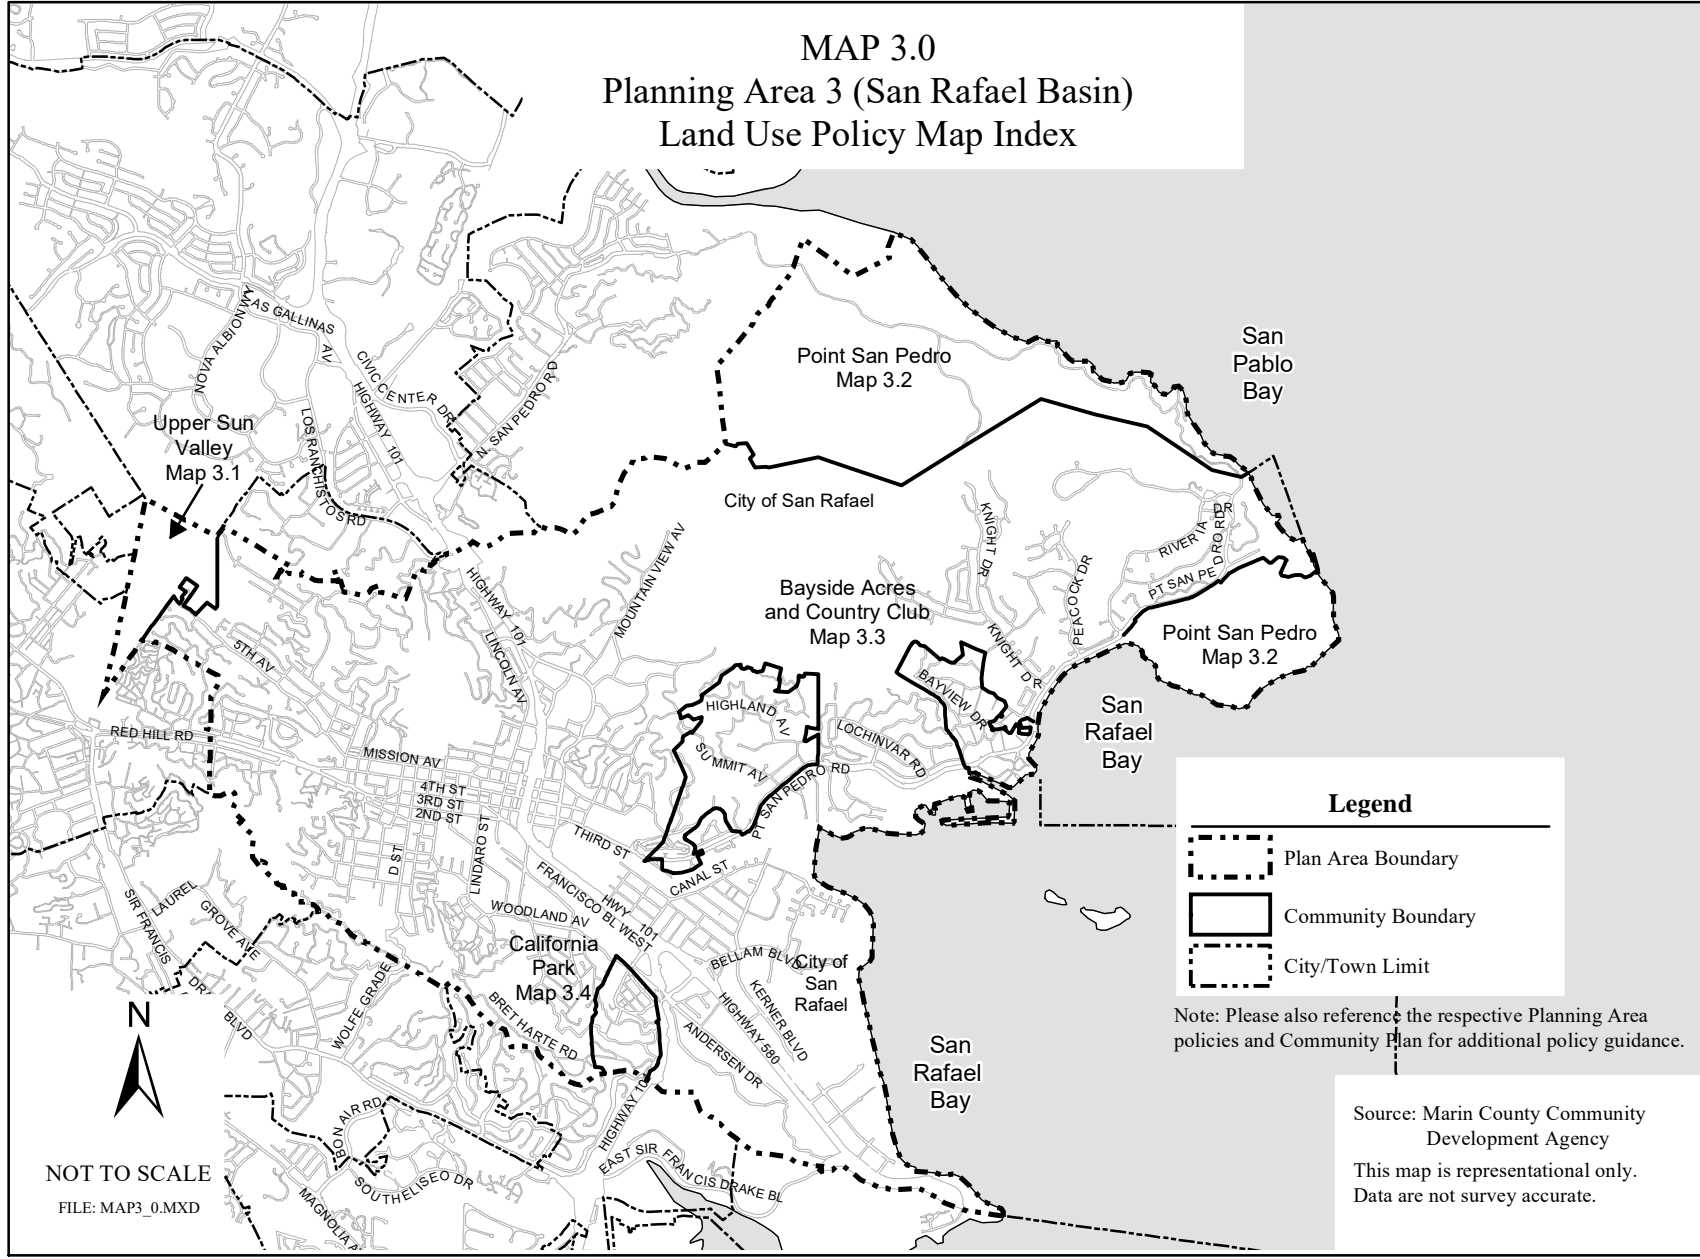 MAP 3.0
Planning Area 3 (San Rafael Basin)
Land Use Policy Map Index
San
Pablo
Bay
Point San Pedro
Map 3.2
LAS GALLINAS
AV
NOVA ALBION WY
CIVIC CENTER DR
HIGHWAY 101
N. SAN PEDRO RD
LOS RANCHITOS RD
Upper Sun
Valley
Map 3.1
City of San Rafael
KNIGHT DR
RIVIERA DR
PT SAN PEDRO RD
PEACOCK DR
MOUNTAIN VIEW AV
HIGHWAY 101
LINCOLN AV
5TH AV
Bayside Acres
and Country Club
Map 3.3
KNIGHT DR
Point San Pedro
Map 3.2
BAYVIEW DR
HIGHLAND AV
SUMMIT AV
LOCHINVAR RD
PT SAN PEDRO RD
San
Rafael
Bay
RED HILL RD
MISSION AV
4TH ST
3RD ST
2ND ST
D ST
LINDARO ST
THIRD ST
CANAL ST
FRANCISCO BL WEST
HWY 101
WOODLAND AV
SIR FRANCIS
DRAKE BLVD
LAUREL
GROVE AVE
WOLFE GRADE
California
Park
Map 3.4
BRET HARTE RD
BELLAM BLVD
KERNER BLVD
HIGHWAY 580
ANDERSEN DR
City of
San
Rafael
HIGHWAY 101
San
Rafael
Bay
BON AIR RD
SOUTH ELISEO DR
MAGNOLIA A
EAST SIR FRANCIS DRAKE BL
Legend
Plan Area Boundary
Community Boundary
City/Town Limit
Note: Please also reference the respective Planning Area
policies and Community Plan for additional policy guidance.
Source: Marin County Community
Development Agency
This map is representational only.
Data are not survey accurate.
N
NOT TO SCALE
FILE: MAP3_0.MXD